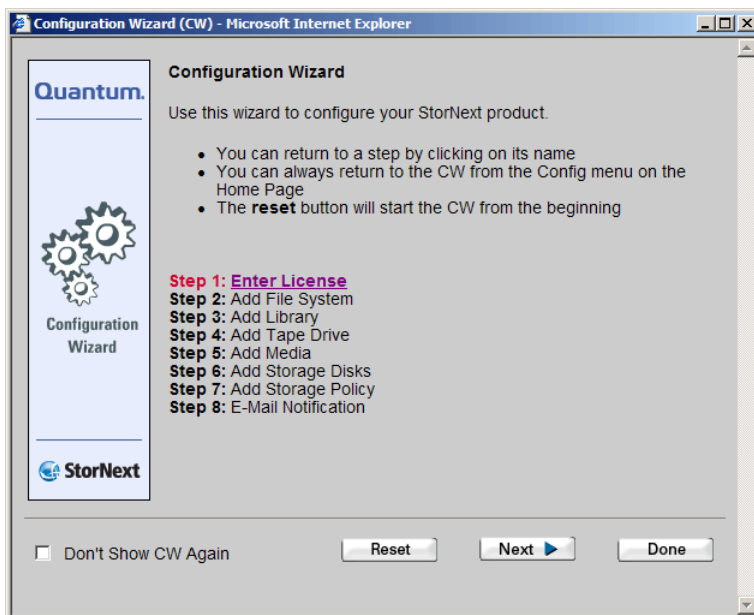 Configuration Wizard (CW) - Microsoft Internet Explorer
Quantum.
Configuration
Wizard
StorNext
Configuration Wizard
Use this wizard to configure your StorNext product.
• You can return to a step by clicking on its name
• You can always return to the CW from the Config menu on the
Home Page
• The reset button will start the CW from the beginning
Step 1: Enter License
Step 2: Add File System
Step 3: Add Library
Step 4: Add Tape Drive
Step 5: Add Media
Step 6: Add Storage Disks
Step 7: Add Storage Policy
Step 8: E-Mail Notification
Don't Show CW Again
Reset
Next
Done